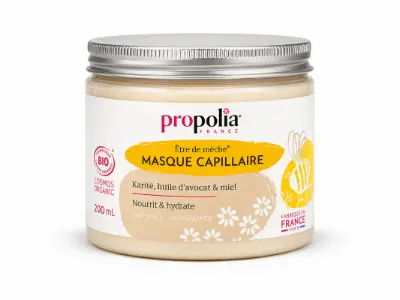 propolia®
FRANCE
Être de mèche®
MASQUE CAPILLAIRE
Karité, huile d'avocat & miel
Nourrit & hydrate
BIO
COSMOS
ORGANIC
200 mL
FABRIQUÉ EN
FRANCE